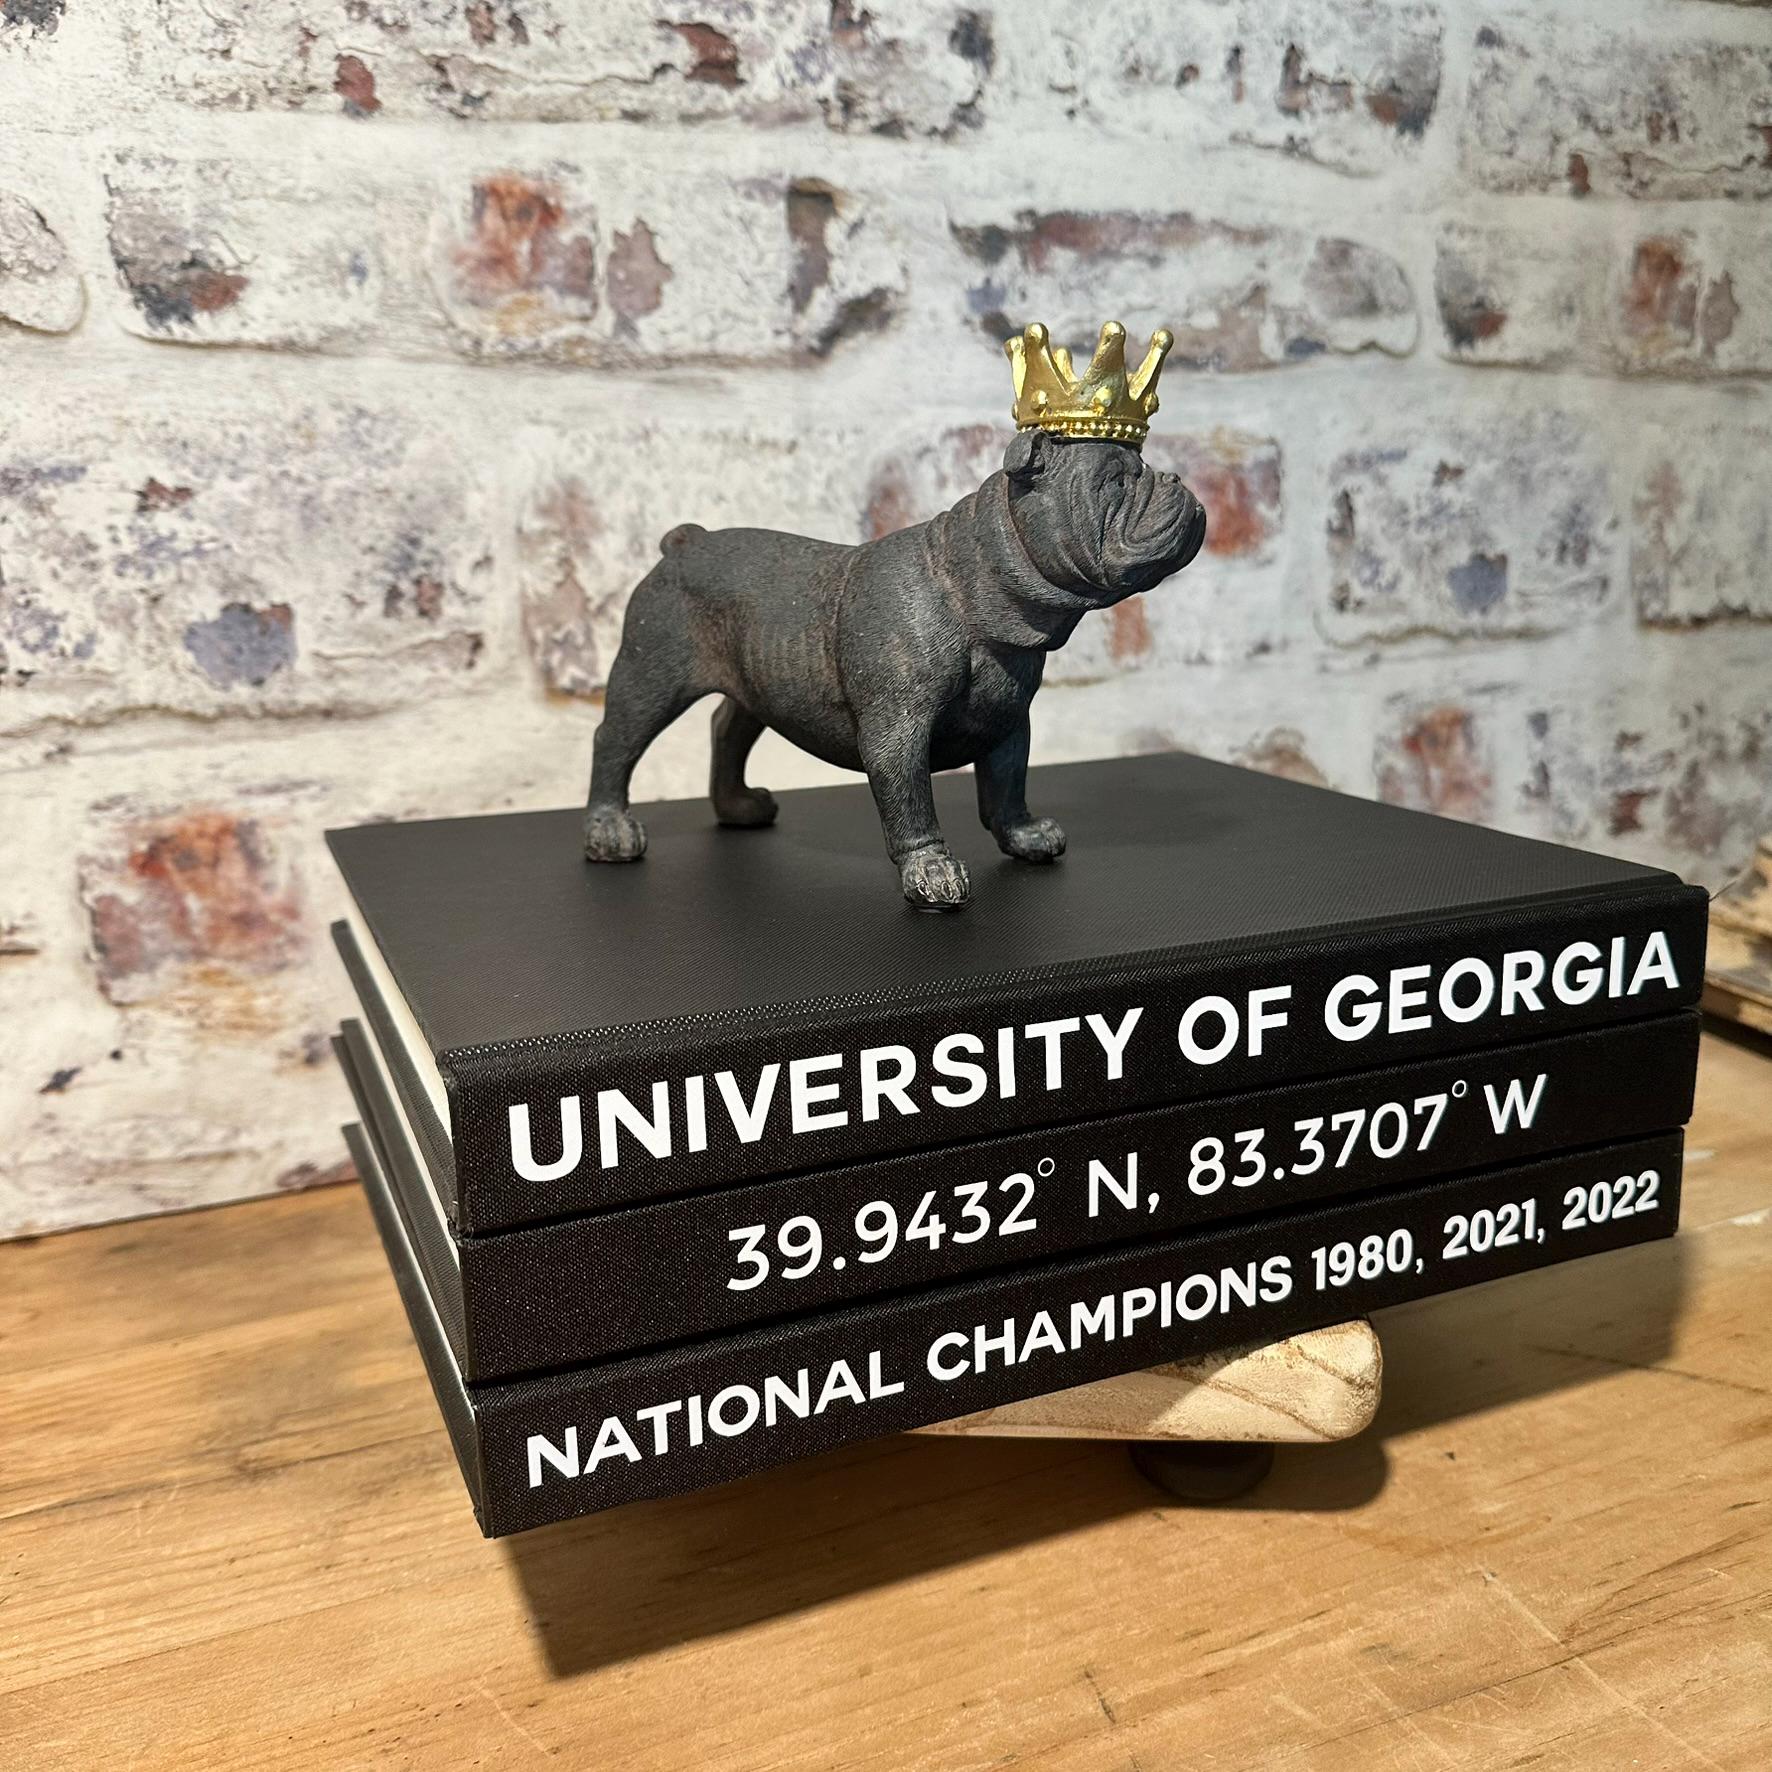 UNIVERSITY OF GEORGIA
39.9432° N, 83.3707° W
NATIONAL CHAMPIONS 1980, 2021, 2022